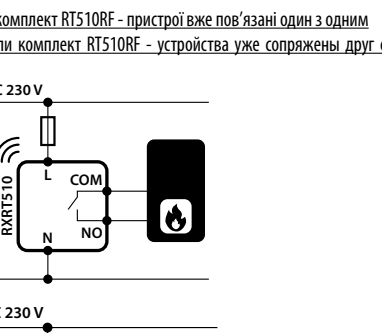 комплект RT510RF - пристрої вже пов'язані один з одним
комплект RT510RF - устройства уже сопряжены друг
230 V
L
COM
RXRT510
N
NO
230 V